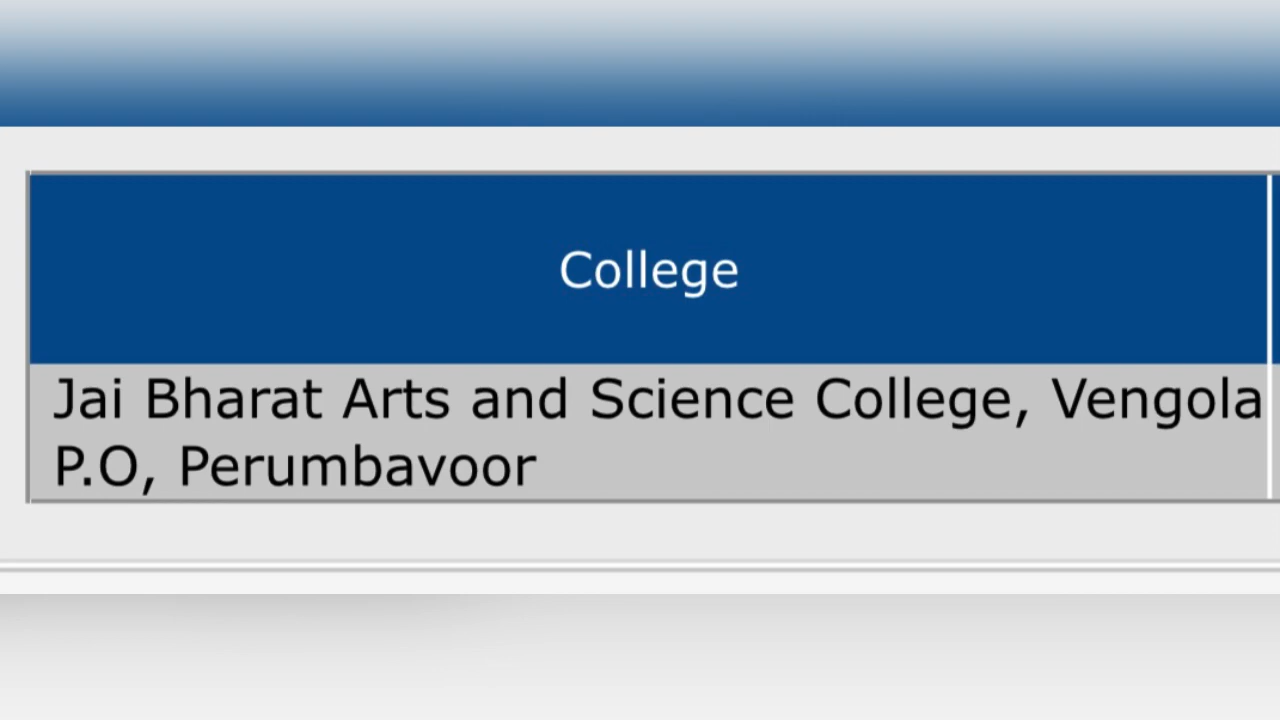 College
Jai Bharat Arts and Science College, Vengola
P.O, Perumbavoor